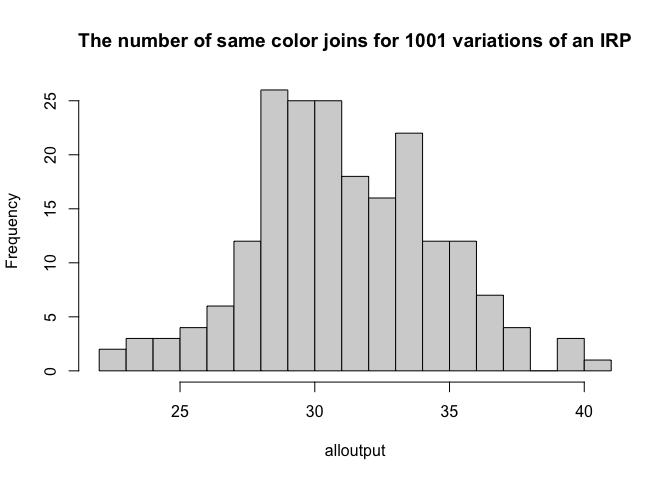 The number of same color joins for 1001 variations of an IRP
Frequency
25
20
15
10
5
0
25 30 35 40
alloutput